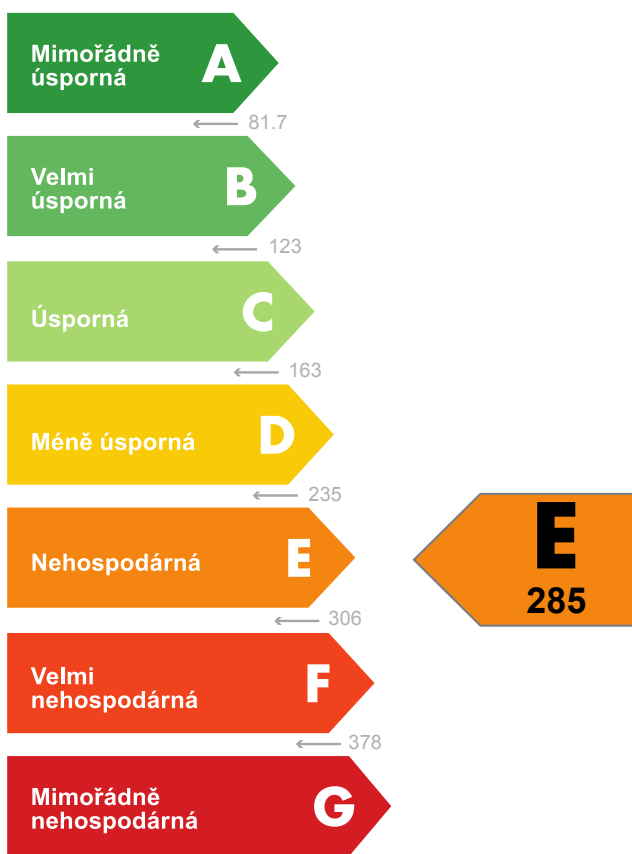 Mimořádně
úsporná
A
81.7
Velmi
úsporná
B
123
Úsporná
C
163
Méně úsporná
D
235
Nehospodárná
E
306
E
285
Velmi
nehospodárná
F
378
Mimořádně
nehospodárná
G